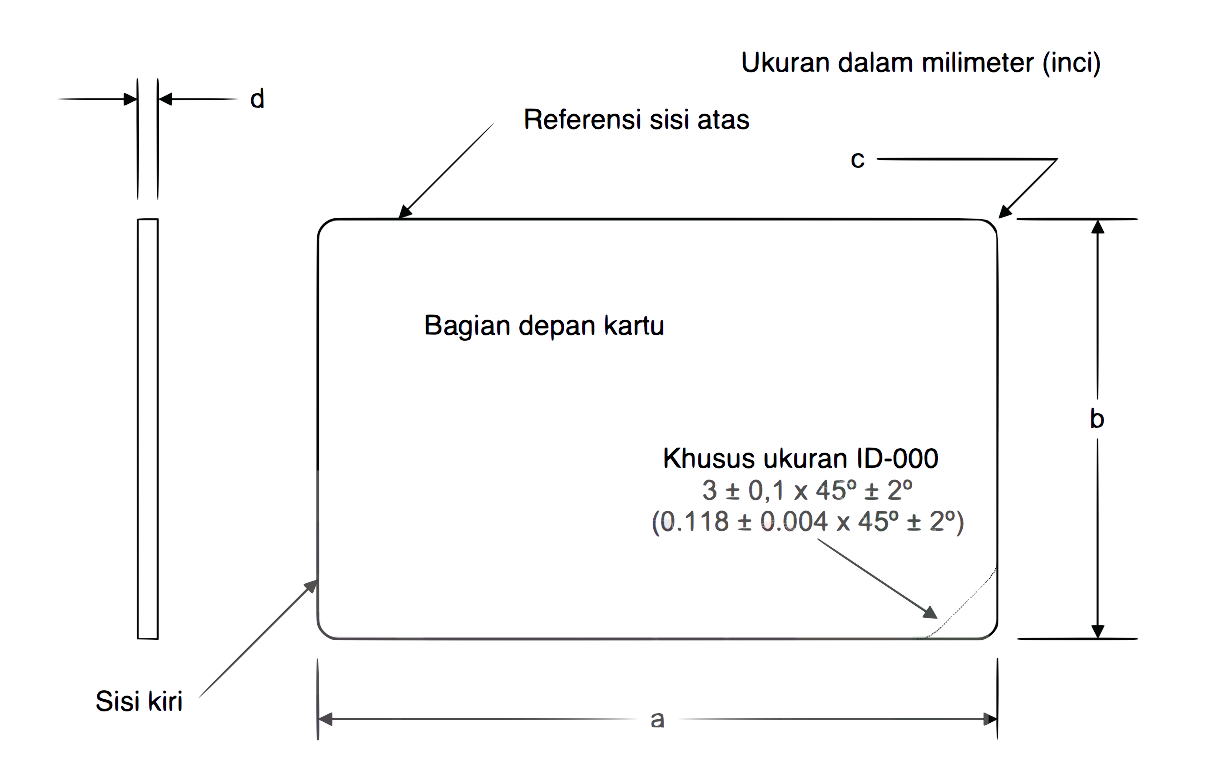 Ukuran dalam milimeter (inci)
d
Referensi sisi atas
c
Bagian depan kartu
b
Khusus ukuran ID-000
3 ± 0,1 x 45º ± 2º
(0.118 ± 0.004 x 45º ± 2º)
Sisi kiri
a